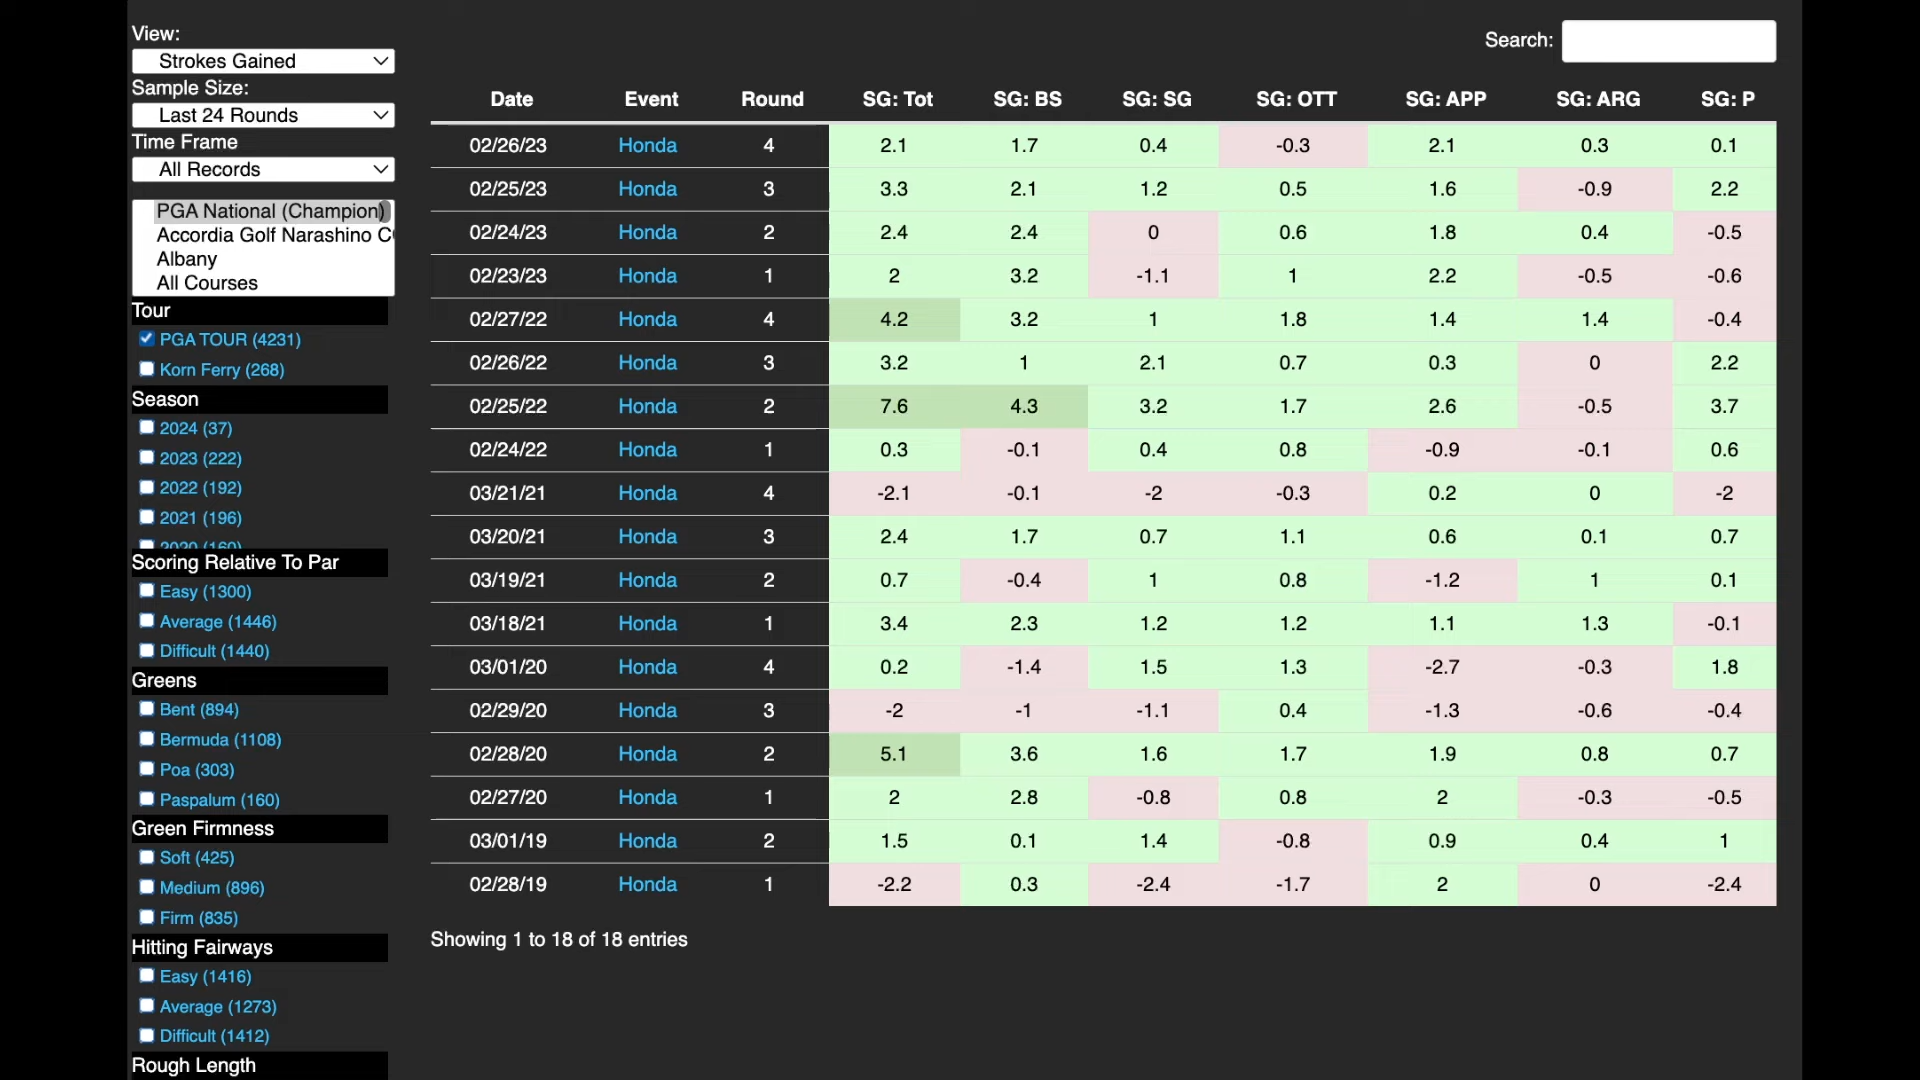 View:
Strokes Gained
Sample Size:
Last 24 Rounds
Time Frame
All Records
PGA National (Champion)
Accordia Golf Narashino C
Albany
All Courses
Tour
PGA TOUR (4231)
Korn Ferry (268)
Season
2024 (37)
2023 (222)
2022 (192)
2021 (196)
2020 (160)
Scoring Relative To Par
Easy (1300)
Average (1446)
Difficult (1440)
Greens
Bent (894)
Bermuda (1108)
Poa (303)
Paspalum (160)
Green Firmness
Soft (425)
Medium (896)
Firm (835)
Hitting Fairways
Easy (1416)
Average (1273)
Difficult (1412)
Rough Length
Search:
Date Event Round SG: Tot SG: BS SG: SG SG: OTT SG: APP SG: ARG SG: P
02/26/23 Honda 4 2.1 1.7 0.4 -0.3 2.1 0.3 0.1
02/25/23 Honda 3 3.3 2.1 1.2 0.5 1.6 -0.9 2.2
02/24/23 Honda 2 2.4 2.4 0 0.6 1.8 0.4 -0.5
02/23/23 Honda 1 2 3.2 -1.1 1 2.2 -0.5 -0.6
02/27/22 Honda 4 4.2 3.2 1 1.8 1.4 1.4 -0.4
02/26/22 Honda 3 3.2 1 2.1 0.7 0.3 0 2.2
02/25/22 Honda 2 7.6 4.3 3.2 1.7 2.6 -0.5 3.7
02/24/22 Honda 1 0.3 -0.1 0.4 0.8 -0.9 -0.1 0.6
03/21/21 Honda 4 -2.1 -0.1 -2 -0.3 0.2 0 -2
03/20/21 Honda 3 2.4 1.7 0.7 1.1 0.6 0.1 0.7
03/19/21 Honda 2 0.7 -0.4 1 0.8 -1.2 1 0.1
03/18/21 Honda 1 3.4 2.3 1.2 1.2 1.1 1.3 -0.1
03/01/20 Honda 4 0.2 -1.4 1.5 1.3 -2.7 -0.3 1.8
02/29/20 Honda 3 -2 -1 -1.1 0.4 -1.3 -0.6 -0.4
02/28/20 Honda 2 5.1 3.6 1.6 1.7 1.9 0.8 0.7
02/27/20 Honda 1 2 2.8 -0.8 0.8 2 -0.3 -0.5
03/01/19 Honda 2 1.5 0.1 1.4 -0.8 0.9 0.4 1
02/28/19 Honda 1 -2.2 0.3 -2.4 -1.7 2 0 -2.4
Showing 1 to 18 of 18 entries